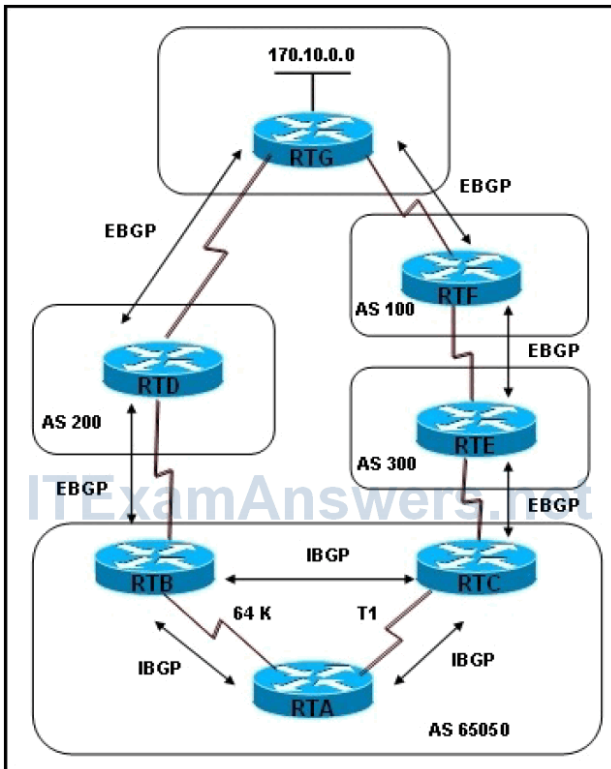 170.10.0.0
RTG
EBGP
EBGP
RTF
AS 100
EBGP
RTD
AS 200
RTE
AS 300
EBGP
EBGP
ITExamAnswers.net
RTB
IBGP
RTC
64 K
T1
IBGP
IBGP
RTA
AS 65050